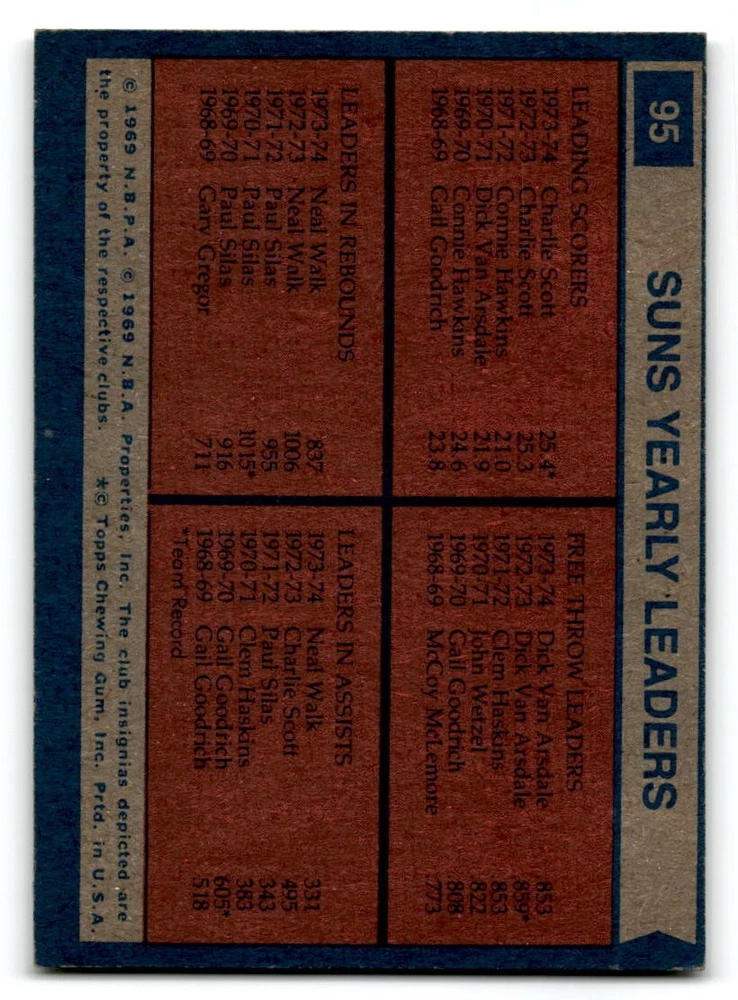 95
SUNS YEARLY LEADERS
LEADING SCORERS
1973-74 Charlie Scott 25.4*
1972-73 Charlie Scott 25.3
1971-72 Connie Hawkins 21.0
1970-71 Dick Van Arsdale 21.9
1969-70 Connie Hawkins 24.6
1968-69 Gail Goodrich 23.8
FREE THROW LEADERS
1973-74 Dick Van Arsdale 853
1972-73 Dick Van Arsdale .859*
1971-72 Clem Haskins .853
1970-71 John Wetzel .822
1969-70 Gail Goodrich .808
1968-69 McCoy McLemore .773
LEADERS IN REBOUNDS
1973-74 Neal Walk 837
1972-73 Neal Walk 1006
1971-72 Paul Silas 955
1970-71 Paul Silas 1015*
1969-70 Paul Silas 916
1968-69 Gary Gregor 711
LEADERS IN ASSISTS
1973-74 Neal Walk 331
1972-73 Charlie Scott 495
1971-72 Paul Silas 343
1970-71 Clem Haskins 383
1969-70 Gail Goodrich 605*
1968-69 Gail Goodrich 518
*Team Record
© 1969 N.B.P.A. © 1969 N.B.A. Properties, Inc. The club insignias depicted are
the property of the respective clubs. *© Topps Chewing Gum, Inc. Prtd. in U.S.A.